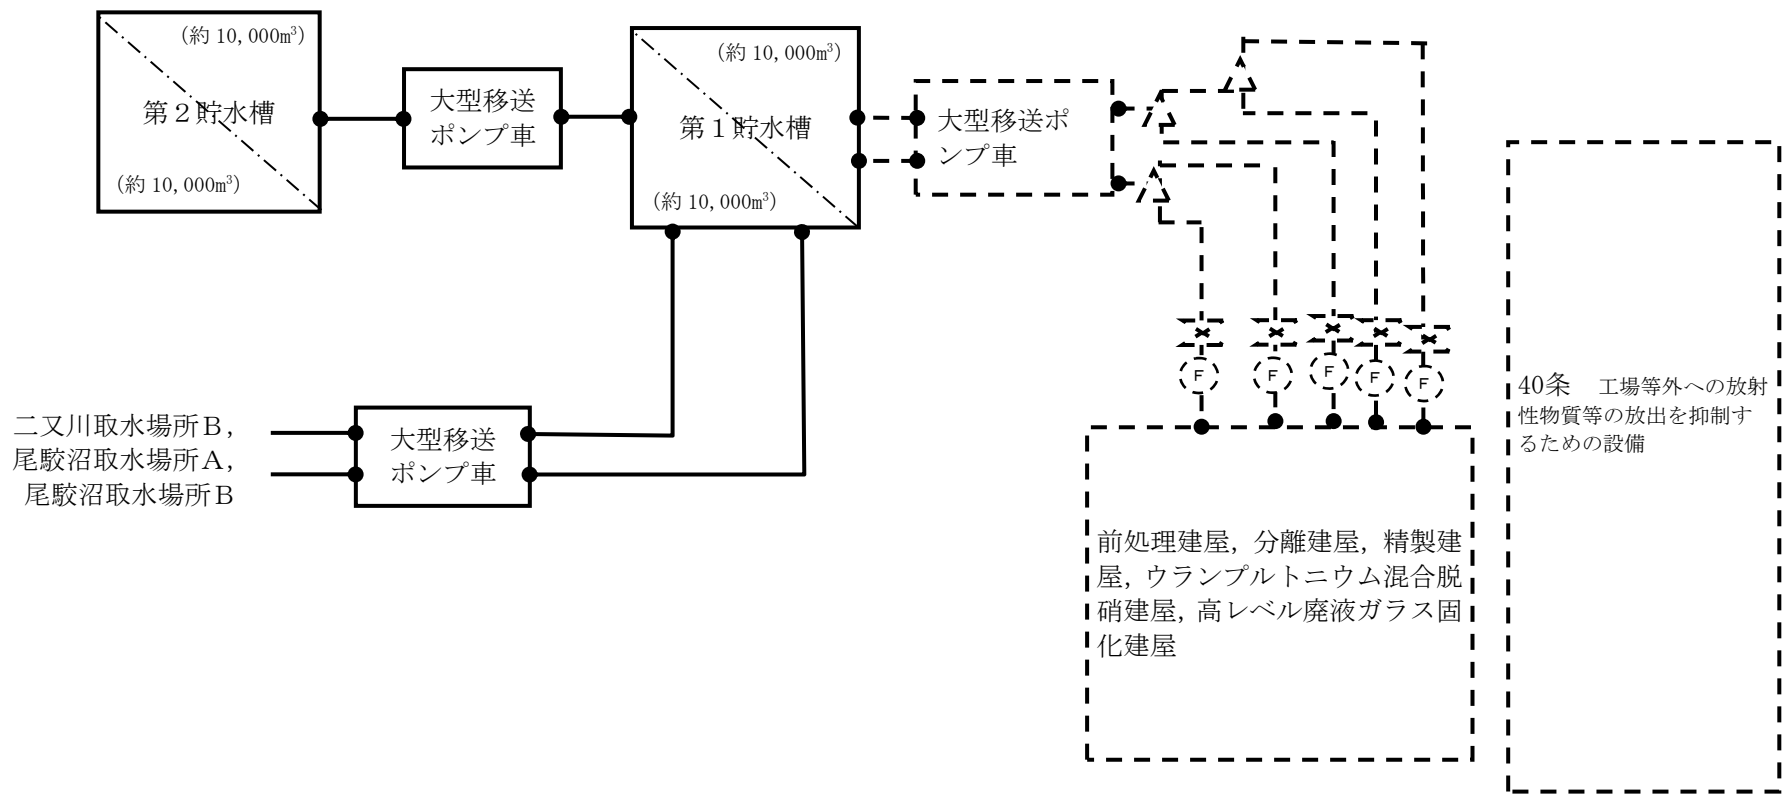 (約 10,000m³)
第２貯水槽
(約 10,000m³)
大型移送
ポンプ車
(約 10,000m³)
第１貯水槽
(約 10,000m³)
大型移送ポ
ンプ車
F
F
F
F
F
二又川取水場所Ｂ，
尾駮沼取水場所Ａ，
尾駮沼取水場所Ｂ
大型移送
ポンプ車
前処理建屋，分離建屋，精製建
屋，ウランプルトニウム混合脱
硝建屋，高レベル廃液ガラス固
化建屋
40条　工場等外への放射
性物質等の放出を抑制す
るための設備